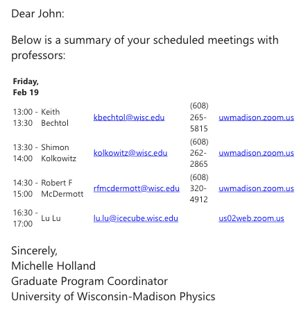 Dear John:
Below is a summary of your scheduled meetings with
professors:
Friday,
Feb 19
13:00 - Keith kbechtol@wisc.edu (608) uwmadison.zoom.us
13:30 Bechtol 265-
5815
13:30 - Shimon kolkowitz@wisc.edu (608) uwmadison.zoom.us
14:00 Kolkowitz 262-
2865
14:30 - Robert F rfmcdermott@wisc.edu (608) uwmadison.zoom.us
15:00 McDermott 320-
4912
16:30 - Lu Lu lu.lu@icecube.wisc.edu us02web.zoom.us
17:00
Sincerely,
Michelle Holland
Graduate Program Coordinator
University of Wisconsin-Madison Physics